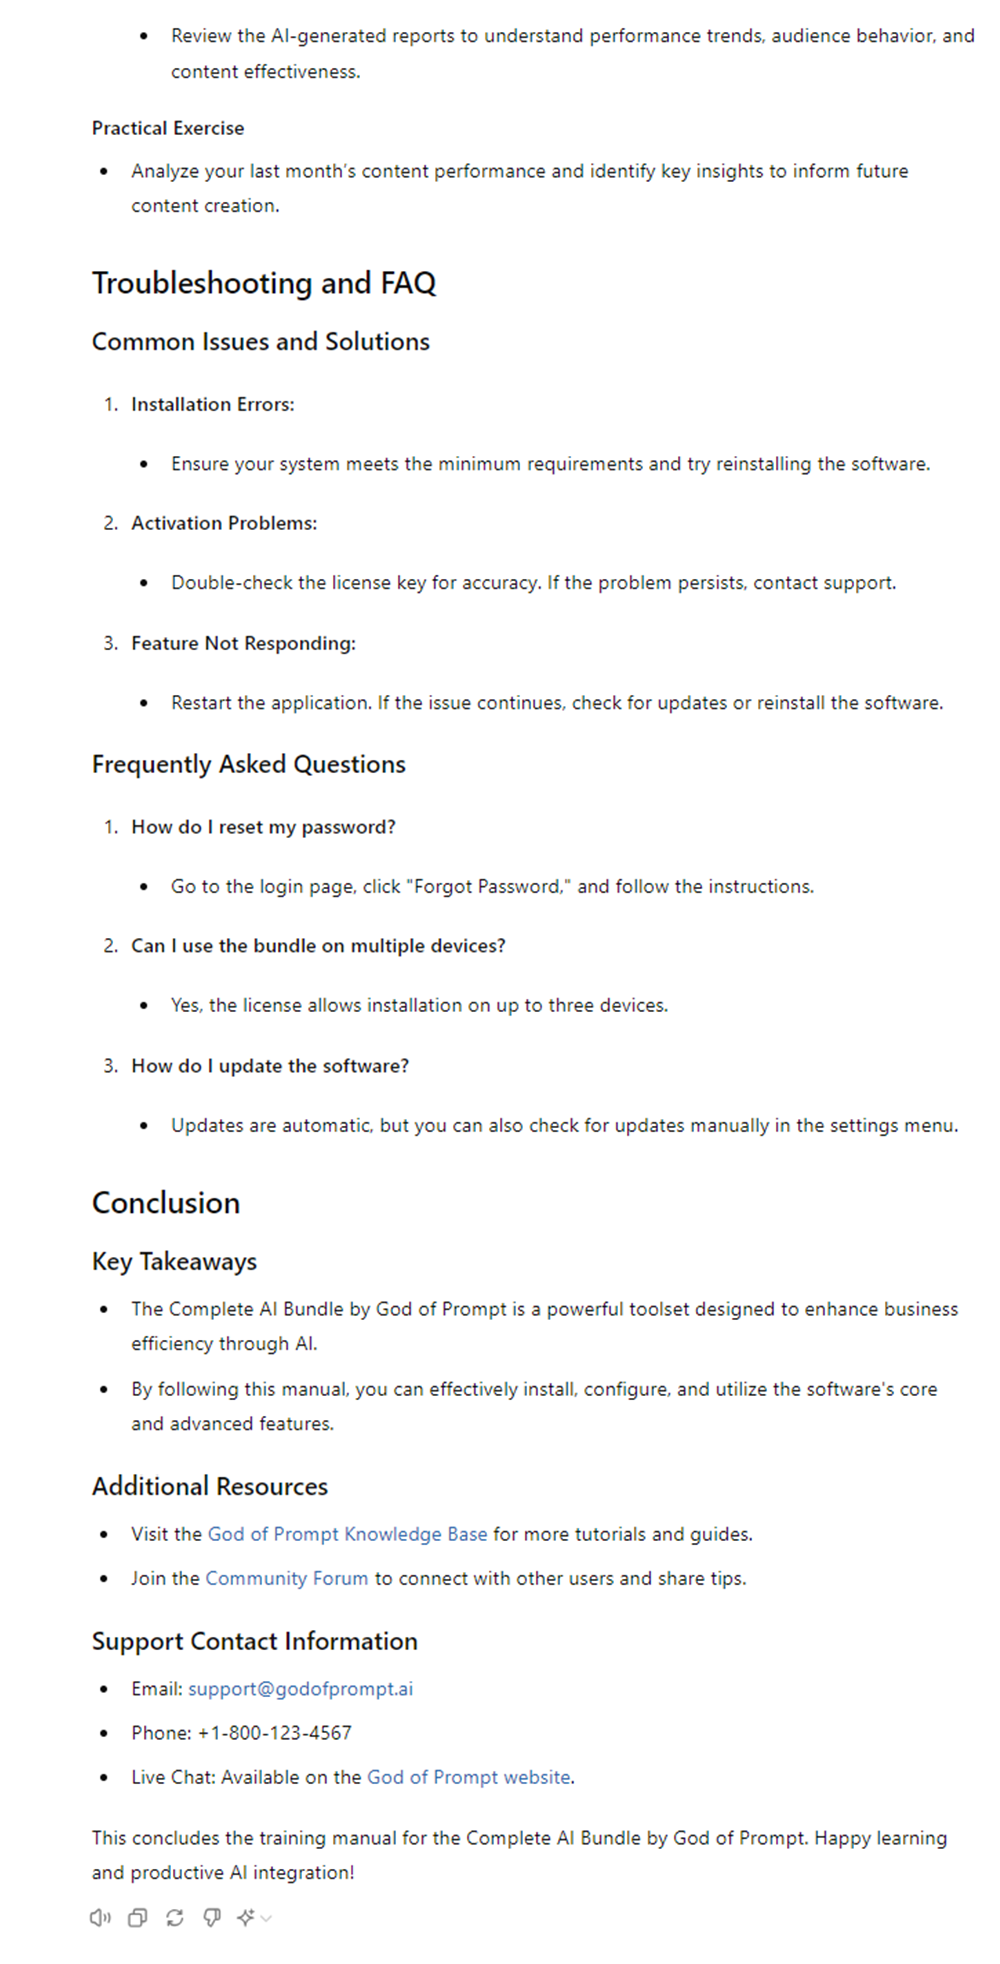 • Review the AI-generated reports to understand performance trends, audience behavior, and
content effectiveness.
Practical Exercise
• Analyze your last month's content performance and identify key insights to inform future
content creation.
Troubleshooting and FAQ
Common Issues and Solutions
1. Installation Errors:
• Ensure your system meets the minimum requirements and try reinstalling the software.
2. Activation Problems:
• Double-check the license key for accuracy. If the problem persists, contact support.
3. Feature Not Responding:
• Restart the application. If the issue continues, check for updates or reinstall the software.
Frequently Asked Questions
1. How do I reset my password?
• Go to the login page, click "Forgot Password," and follow the instructions.
2. Can I use the bundle on multiple devices?
• Yes, the license allows installation on up to three devices.
3. How do I update the software?
• Updates are automatic, but you can also check for updates manually in the settings menu.
Conclusion
Key Takeaways
• The Complete AI Bundle by God of Prompt is a powerful toolset designed to enhance business
efficiency through AI.
• By following this manual, you can effectively install, configure, and utilize the software's core
and advanced features.
Additional Resources
• Visit the God of Prompt Knowledge Base for more tutorials and guides.
• Join the Community Forum to connect with other users and share tips.
Support Contact Information
• Email: support@godofprompt.ai
• Phone: +1-800-123-4567
• Live Chat: Available on the God of Prompt website.
This concludes the training manual for the Complete AI Bundle by God of Prompt. Happy learning
and productive AI integration!